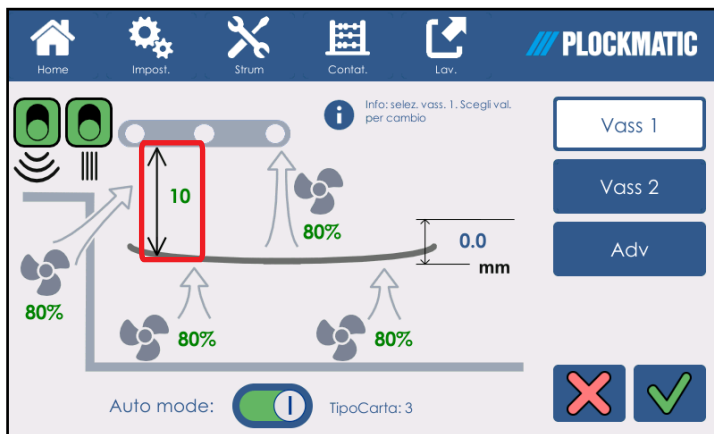 PLOCKMATIC
Home
Impost.
Strum
Contat.
Lav.
Info: selez. vass. 1. Scegli val.
per cambio
Vass 1
Vass 2
Adv
10
80%
0.0
mm
80%
80%
80%
Auto mode:
TipoCarta: 3